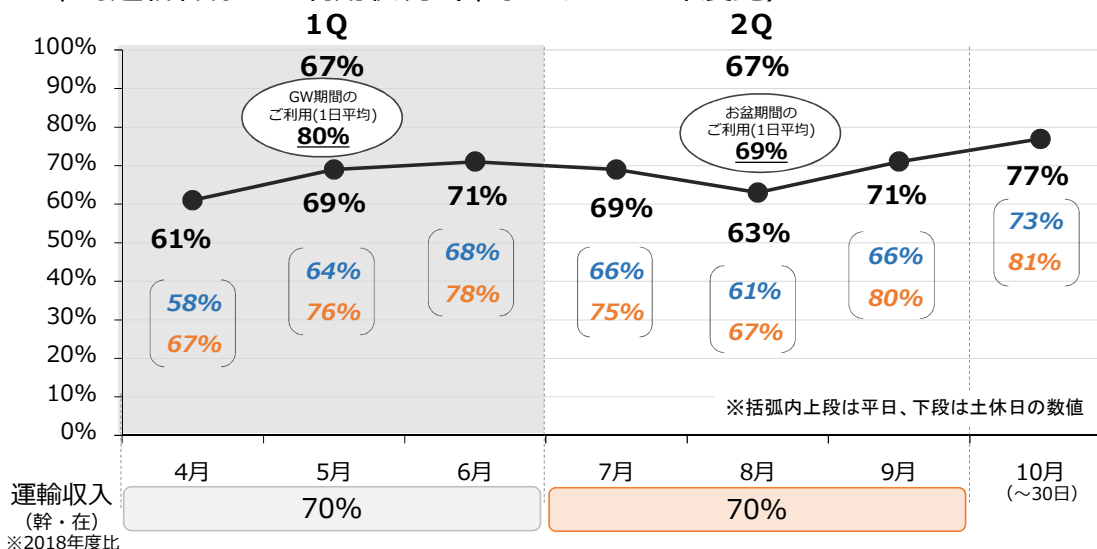 1Q
2Q
67%
67%
GW期間の
ご利用(1日平均)
80%
お盆期間の
ご利用(1日平均)
69%
100%
90%
80%
70%
60%
50%
40%
30%
20%
10%
0%
61%
69%
71%
69%
63%
71%
77%
58%
67%
64%
76%
68%
78%
66%
75%
61%
67%
66%
80%
73%
81%
※括弧内上段は平日、下段は土休日の数値
4月
5月
6月
7月
8月
9月
10月
(～30日)
運輸収入
(幹・在)
※2018年度比
70%
70%